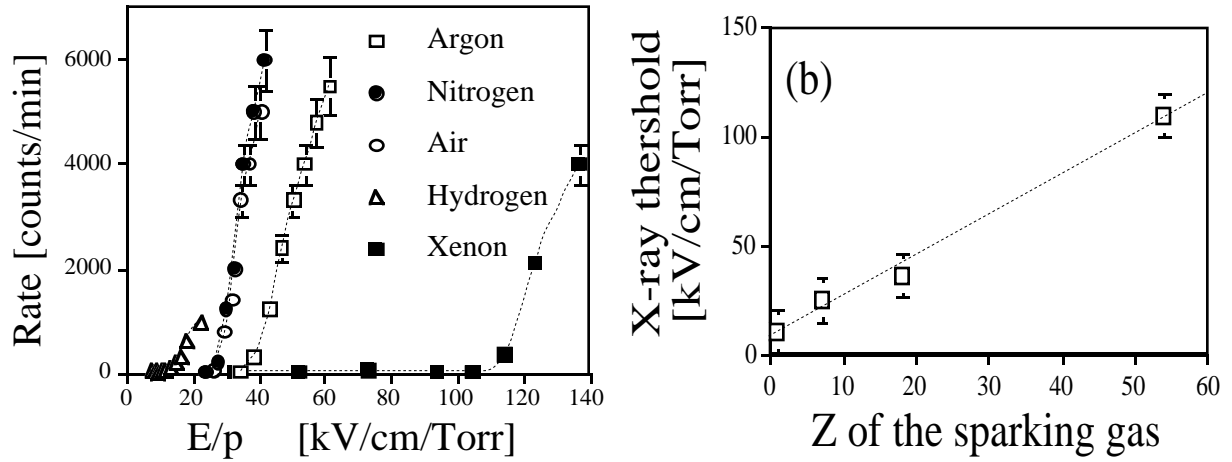 Rate [counts/min]
6000
4000
2000
0
0 20 40 60 80 100 120 140
E/p [kV/cm/Torr]
Argon
Nitrogen
Air
Hydrogen
Xenon
X-ray thershold
[kV/cm/Torr]
150
100
50
0
(b)
0 10 20 30 40 50 60
Z of the sparking gas